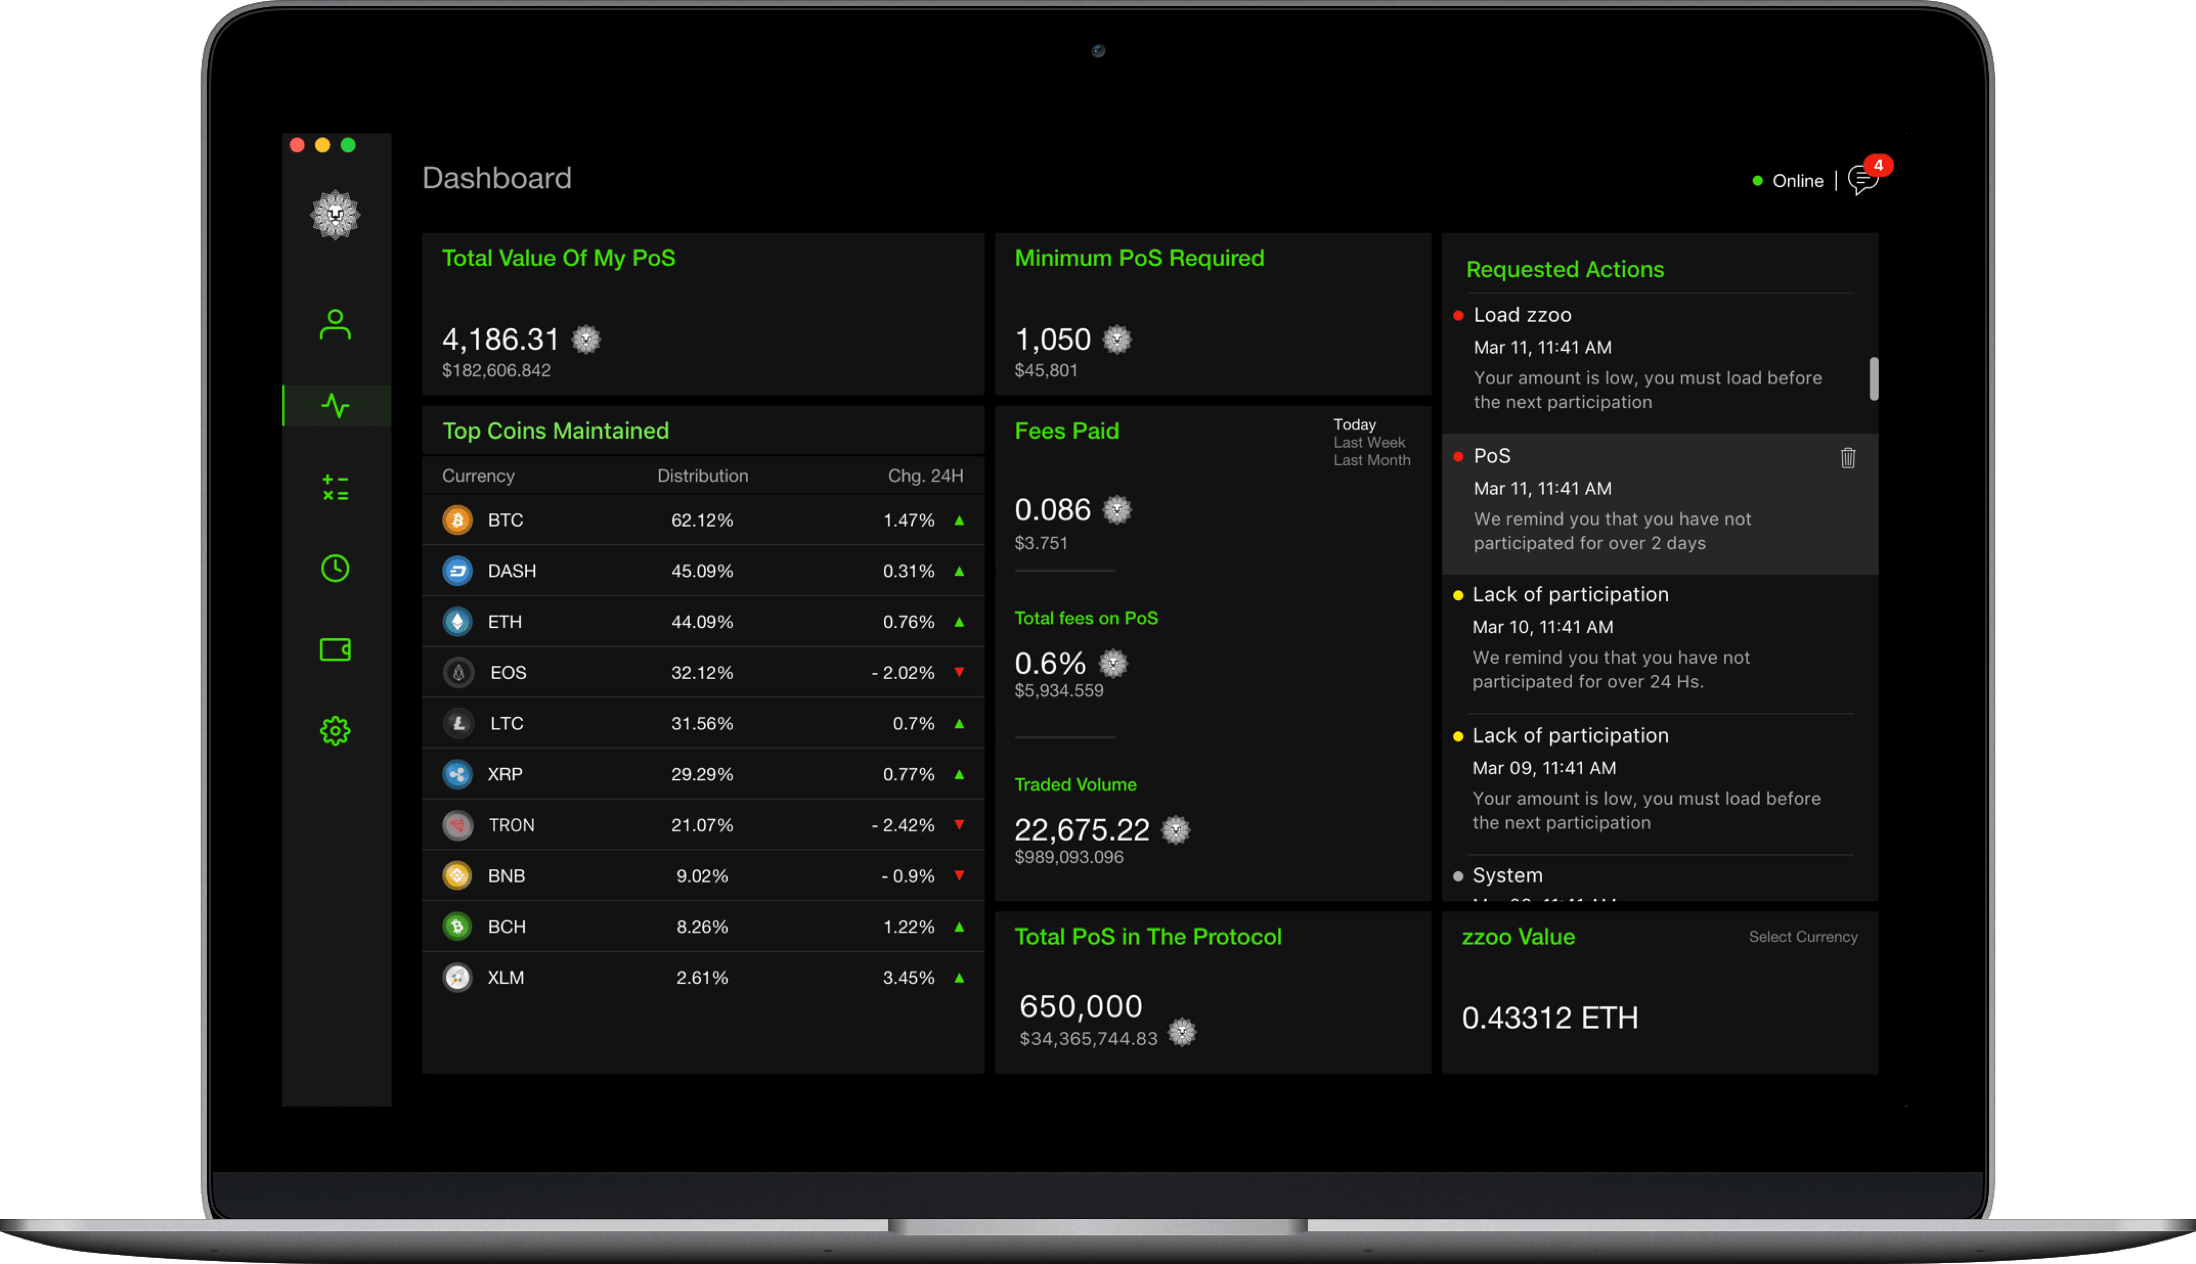 Dashboard
Online |
4
Total Value Of My PoS
4,186.31
$182,606.842
Minimum PoS Required
1,050
$45,801
Top Coins Maintained
Currency Distribution Chg. 24H
BTC 62.12% 1.47%
DASH 45.09% 0.31%
ETH 44.09% 0.76%
EOS 32.12% - 2.02%
LTC 31.56% 0.7%
XRP 29.29% 0.77%
TRON 21.07% - 2.42%
BNB 9.02% - 0.9%
BCH 8.26% 1.22%
XLM 2.61% 3.45%
Fees Paid
Today
Last Week
Last Month
0.086
$3.751
Total fees on PoS
0.6%
$5,934.559
Traded Volume
22,675.22
$989,093.096
Total PoS in The Protocol
650,000
$34,365,744.83
Requested Actions
Load zzoo
Mar 11, 11:41 AM
Your amount is low, you must load before
the next participation
PoS
Mar 11, 11:41 AM
We remind you that you have not
participated for over 2 days
Lack of participation
Mar 10, 11:41 AM
We remind you that you have not
participated for over 24 Hs.
Lack of participation
Mar 09, 11:41 AM
Your amount is low, you must load before
the next participation
System
zzoo Value
Select Currency
0.43312 ETH